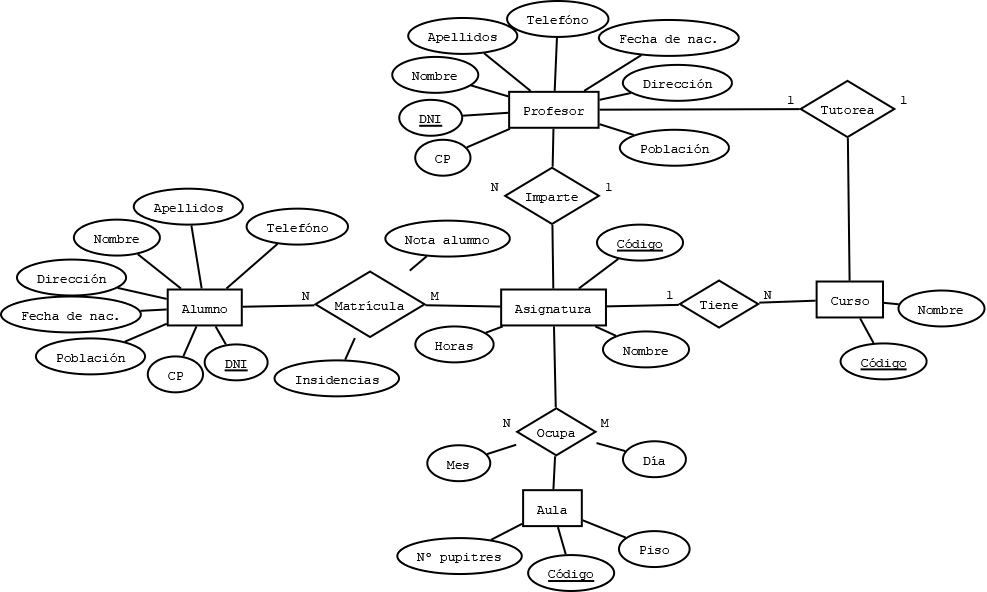 Telefóno
Apellidos
Fecha de nac.
Nombre
Dirección
Profesor
1
1
Tutorea
DNI
CP
Población
N
1
Imparte
Apellidos
Telefóno
Nombre
Nota alumno
Código
Dirección
Alumno
N
Matrícula
M
Asignatura
1
Tiene
N
Curso
Nombre
Fecha de nac.
Horas
Nombre
Población
CP
DNI
Insidencias
Código
N
Ocupa
M
Mes
Día
Aula
Nº pupitres
Código
Piso